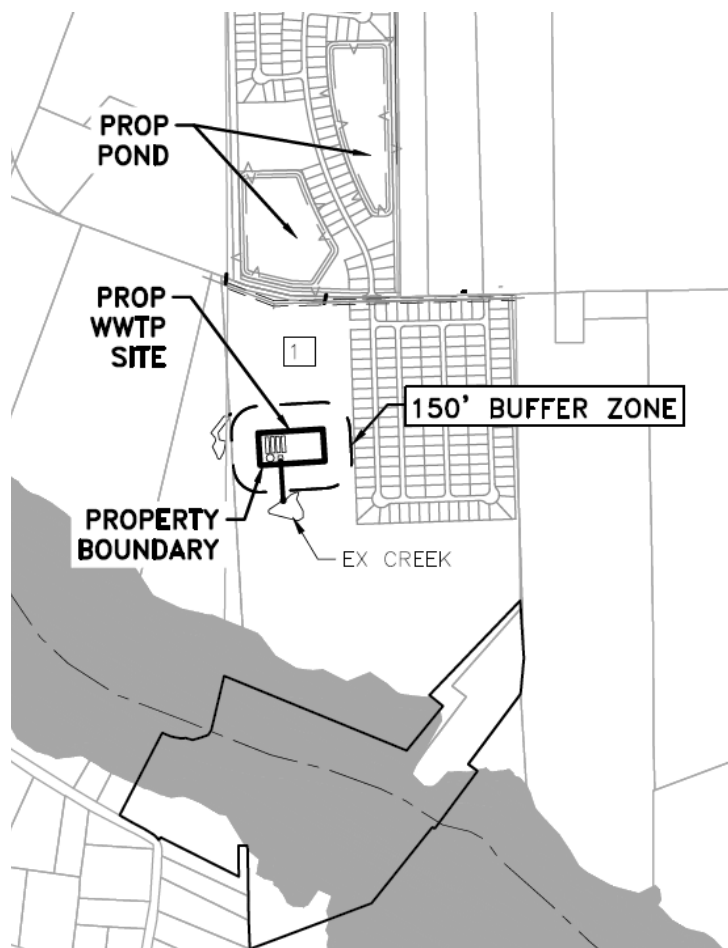 PROP
POND
PROP
WWTP
SITE
1
150' BUFFER ZONE
PROPERTY
BOUNDARY
EX CREEK